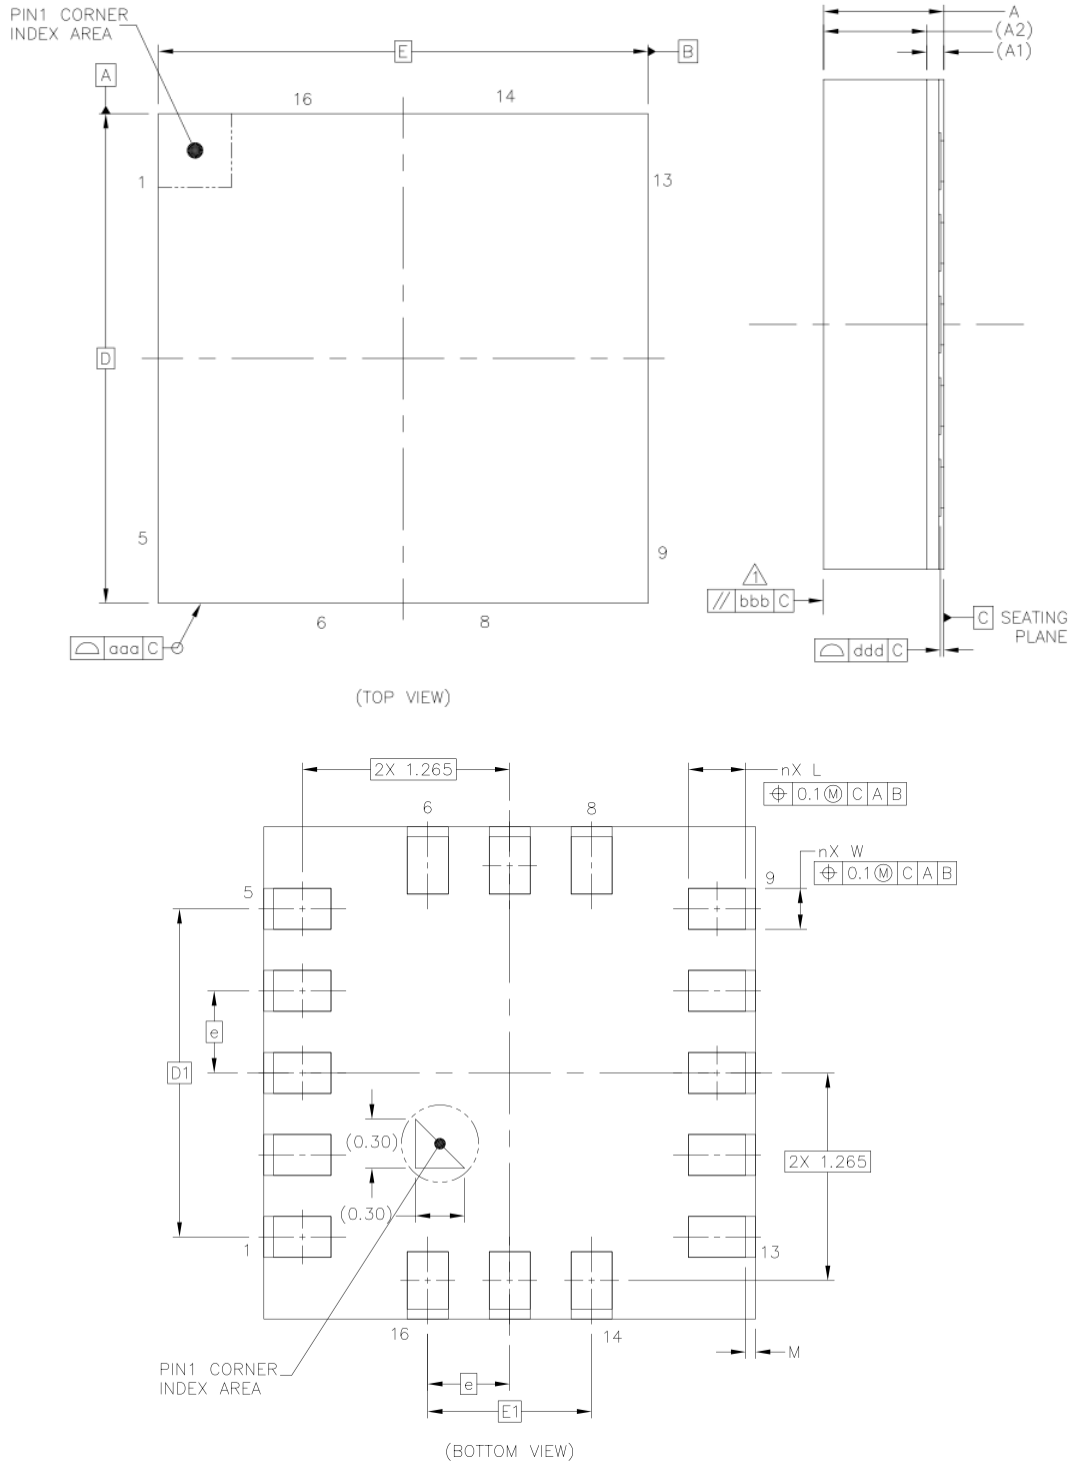 PIN1 CORNER
INDEX AREA
E
B
A
16
14
1
13
D
5
9
6
8
aaa C
(TOP VIEW)
A
(A2)
(A1)
1
// bbb C
C SEATING
PLANE
ddd C
2X 1.265
nX L
⌖ 0.1 Ⓜ C A B
6
8
nX W
⌖ 0.1 Ⓜ C A B
5
9
e
D1
(0.30)
2X 1.265
(0.30)
1
13
16
14
M
PIN1 CORNER
INDEX AREA
e
E1
(BOTTOM VIEW)